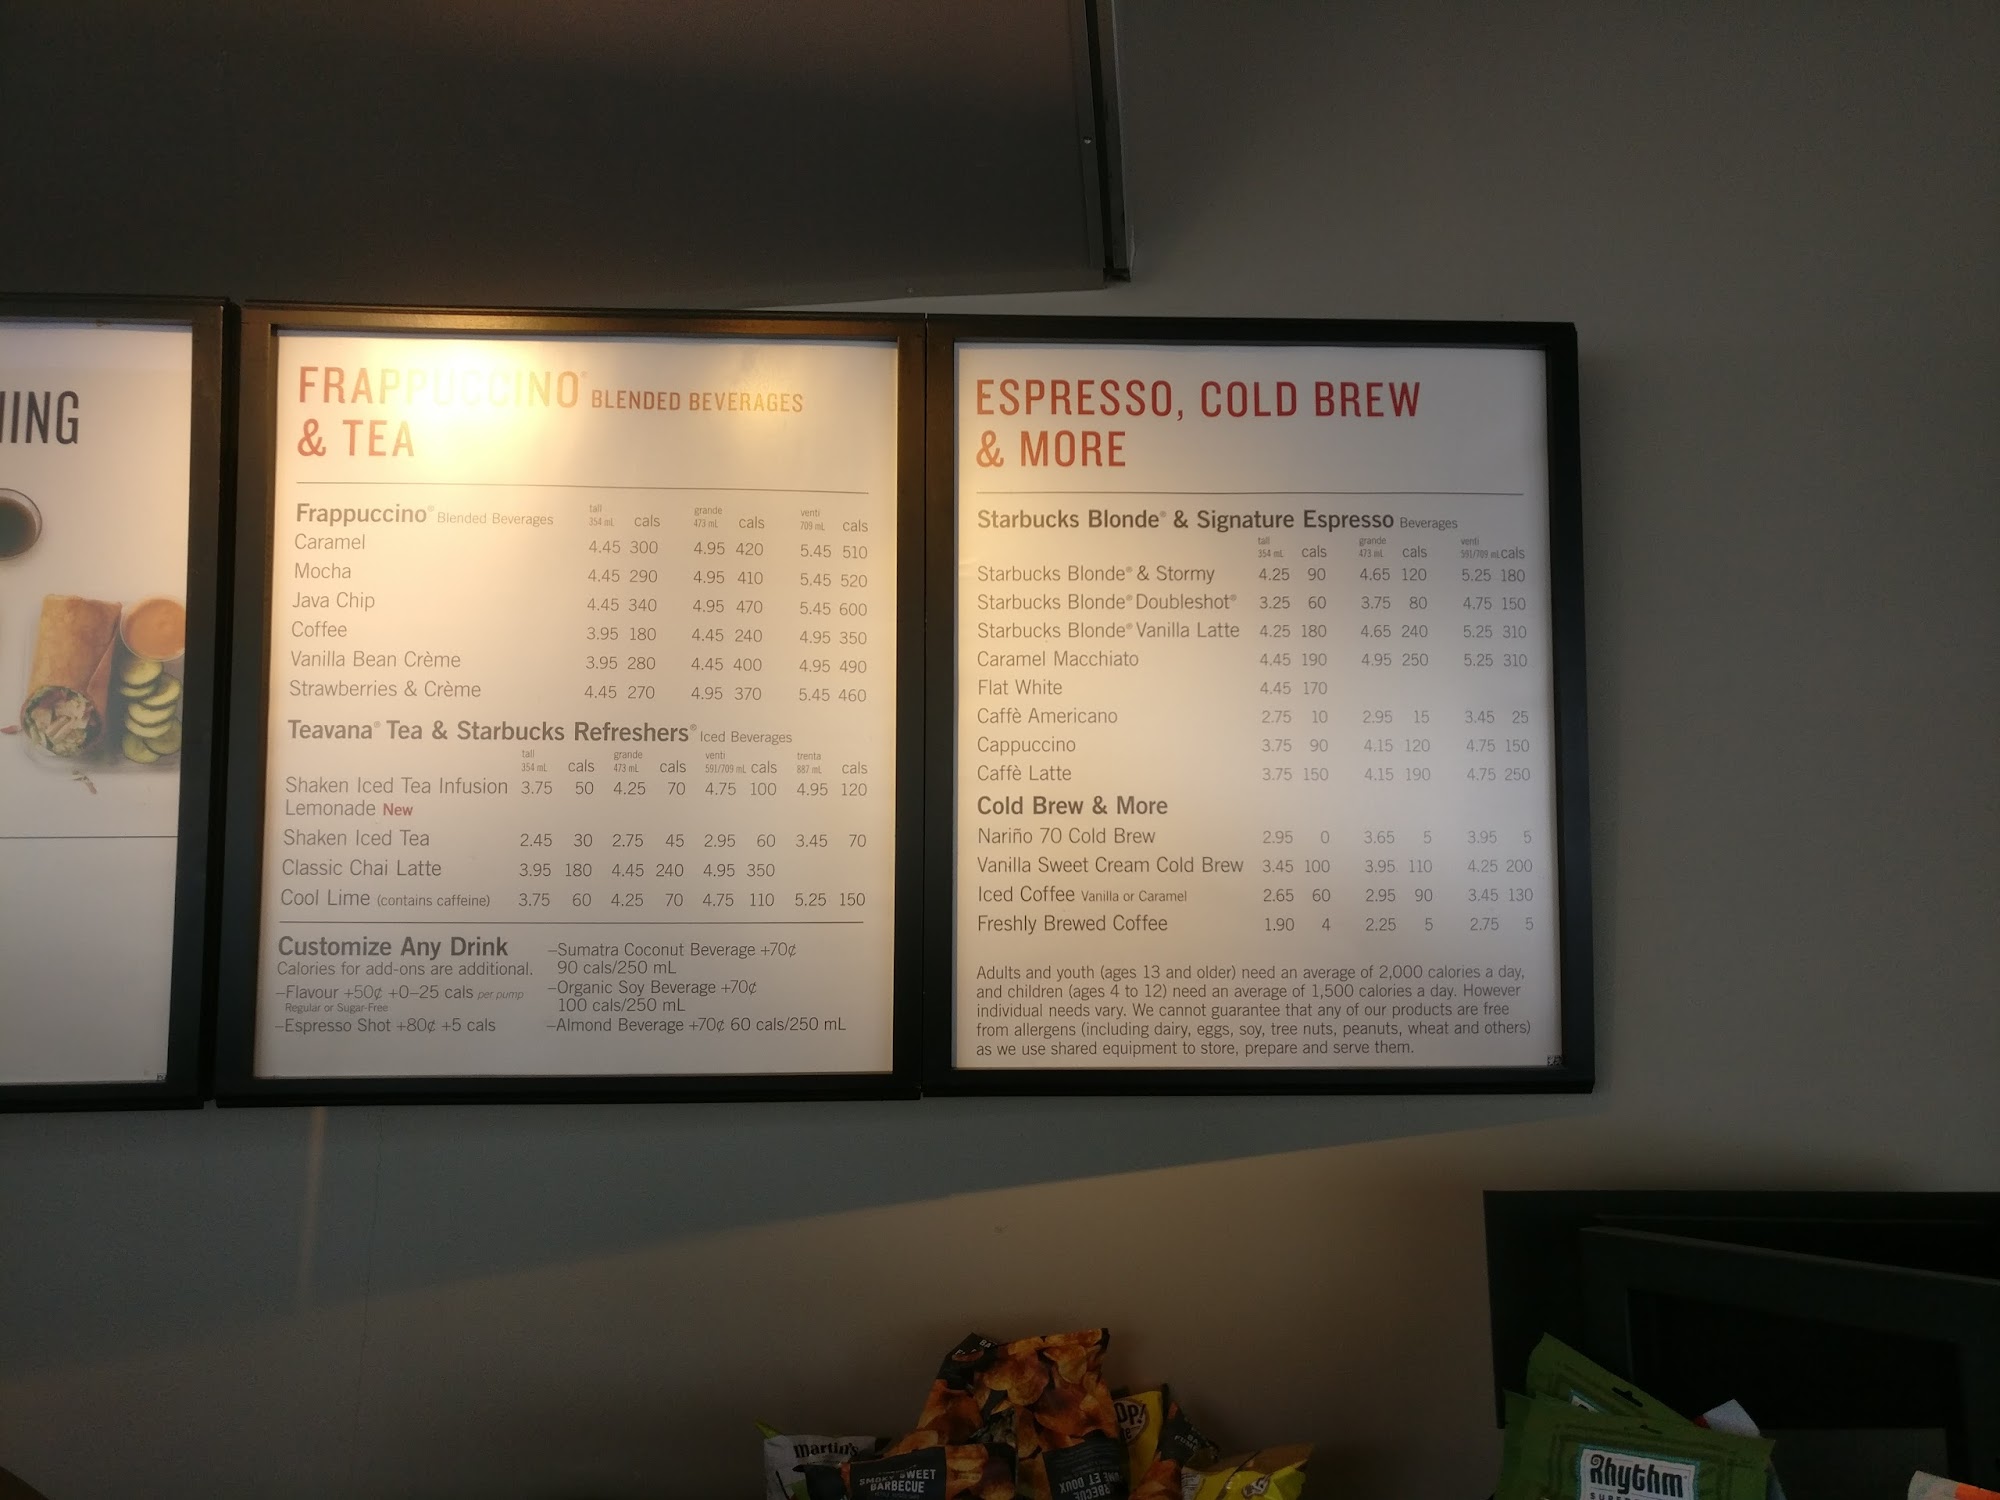 HING
FRAPPUCCINO® BLENDED BEVERAGES
& TEA
Frappuccino® Blended Beverages tall 354 mL cals grande 473 mL cals venti 709 mL cals
Caramel 4.45 300 4.95 420 5.45 510
Mocha 4.45 290 4.95 410 5.45 520
Java Chip 4.45 340 4.95 470 5.45 600
Coffee 3.95 180 4.45 240 4.95 350
Vanilla Bean Crème 3.95 280 4.45 400 4.95 490
Strawberries & Crème 4.45 270 4.95 370 5.45 460
Teavana® Tea & Starbucks Refreshers® Iced Beverages
tall 354 mL cals grande 473 mL cals venti 591/709 mL cals trenta 887 mL cals
Shaken Iced Tea Infusion 3.75 50 4.25 70 4.75 100 4.95 120
Lemonade New
Shaken Iced Tea 2.45 30 2.75 45 2.95 60 3.45 70
Classic Chai Latte 3.95 180 4.45 240 4.95 350
Cool Lime (contains caffeine) 3.75 60 4.25 70 4.75 110 5.25 150
Customize Any Drink
Calories for add-ons are additional.
–Flavour +50¢ +0–25 cals per pump
Regular or Sugar-Free
–Espresso Shot +80¢ +5 cals
–Sumatra Coconut Beverage +70¢
90 cals/250 mL
–Organic Soy Beverage +70¢
100 cals/250 mL
–Almond Beverage +70¢ 60 cals/250 mL
ESPRESSO, COLD BREW
& MORE
Starbucks Blonde® & Signature Espresso Beverages
tall 354 mL cals grande 473 mL cals venti 591/709 mL cals
Starbucks Blonde® & Stormy 4.25 90 4.65 120 5.25 180
Starbucks Blonde® Doubleshot® 3.25 60 3.75 80 4.75 150
Starbucks Blonde® Vanilla Latte 4.25 180 4.65 240 5.25 310
Caramel Macchiato 4.45 190 4.95 250 5.25 310
Flat White 4.45 170
Caffè Americano 2.75 10 2.95 15 3.45 25
Cappuccino 3.75 90 4.15 120 4.75 150
Caffè Latte 3.75 150 4.15 190 4.75 250
Cold Brew & More
Nariño 70 Cold Brew 2.95 0 3.65 5 3.95 5
Vanilla Sweet Cream Cold Brew 3.45 100 3.95 110 4.25 200
Iced Coffee Vanilla or Caramel 2.65 60 2.95 90 3.45 130
Freshly Brewed Coffee 1.90 4 2.25 5 2.75 5
Adults and youth (ages 13 and older) need an average of 2,000 calories a day,
and children (ages 4 to 12) need an average of 1,500 calories a day. However
individual needs vary. We cannot guarantee that any of our products are free
from allergens (including dairy, eggs, soy, tree nuts, peanuts, wheat and others)
as we use shared equipment to store, prepare and serve them.
martin's
SMOKY SWEET
BARBECUE
OP!
Rhythm